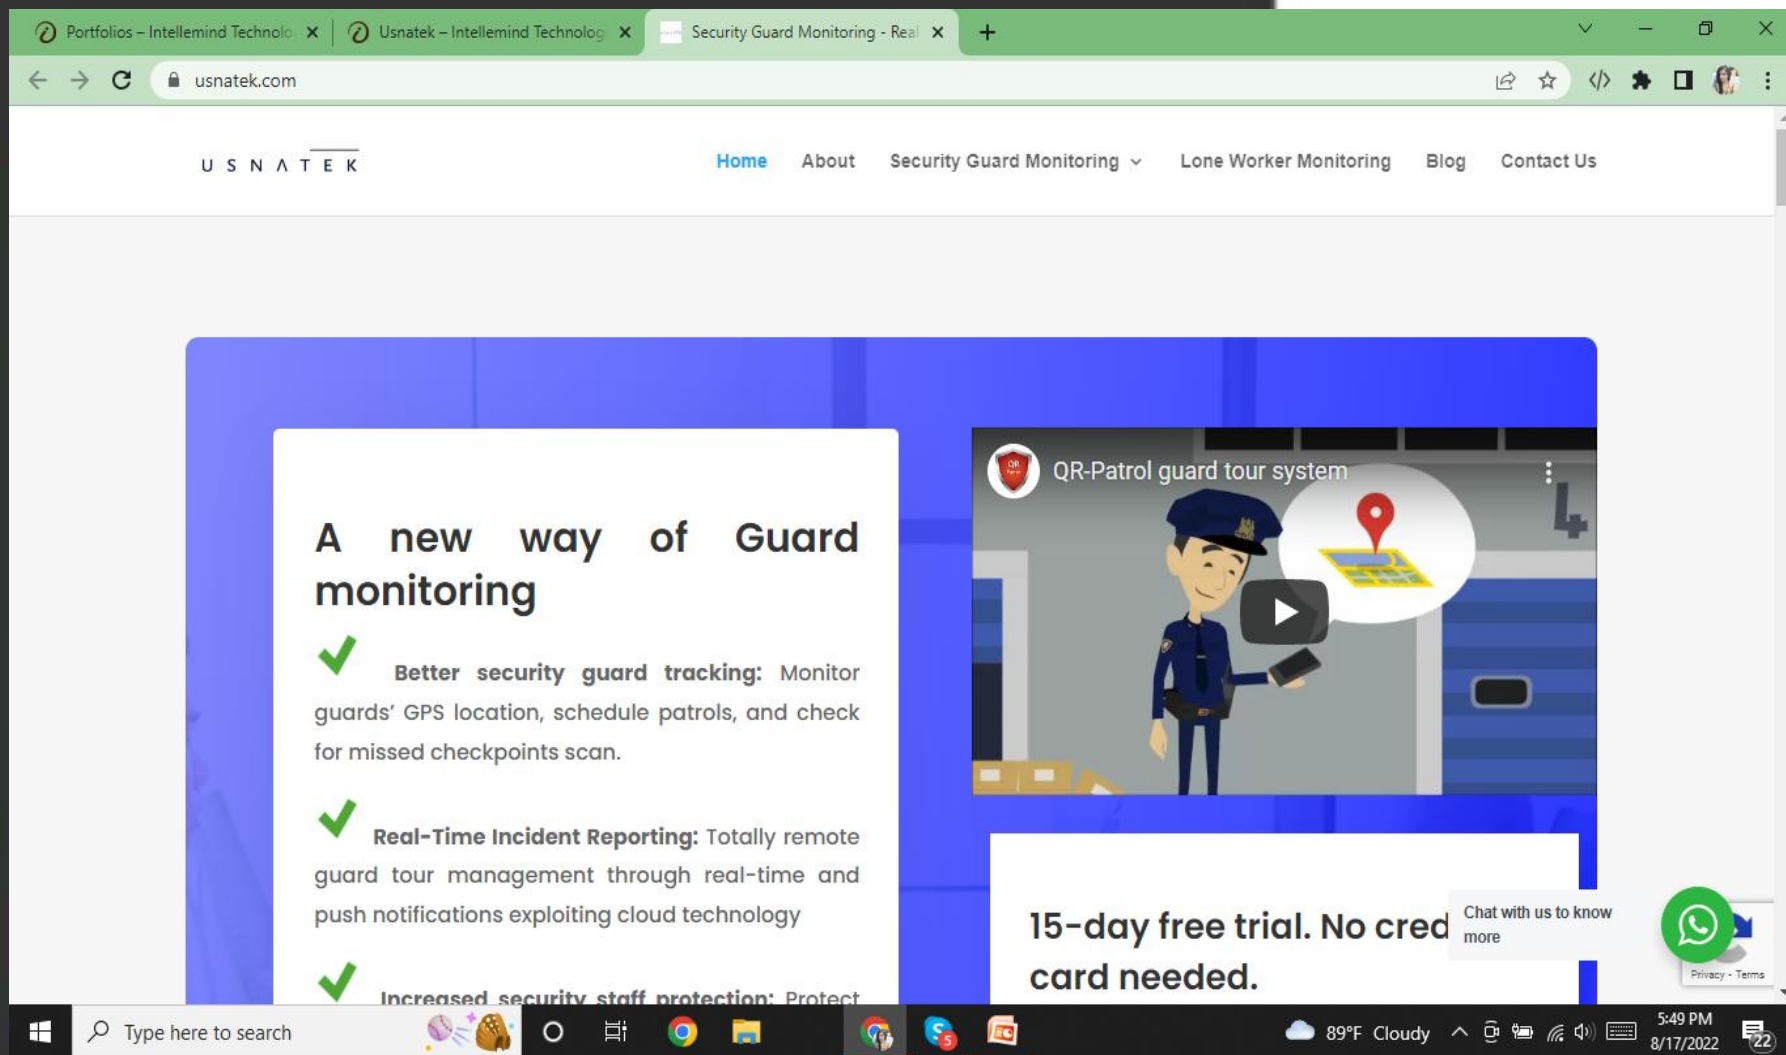 Portfolios – Intellemind Technolo
Usnatek – Intellemind Technolog
Security Guard Monitoring - Real
usnatek.com
USNATEK
Home About Security Guard Monitoring Lone Worker Monitoring Blog Contact Us
A new way of Guard
monitoring
Better security guard tracking: Monitor
guards' GPS location, schedule patrols, and check
for missed checkpoints scan.
Real-Time Incident Reporting: Totally remote
guard tour management through real-time and
push notifications exploiting cloud technology
Increased security staff protection: Protect
QR
Patrol
QR-Patrol guard tour system
4
15-day free trial. No cred
card needed.
Chat with us to know
more
Privacy - Terms
Type here to search
5
89°F Cloudy
5:49 PM
8/17/2022
22